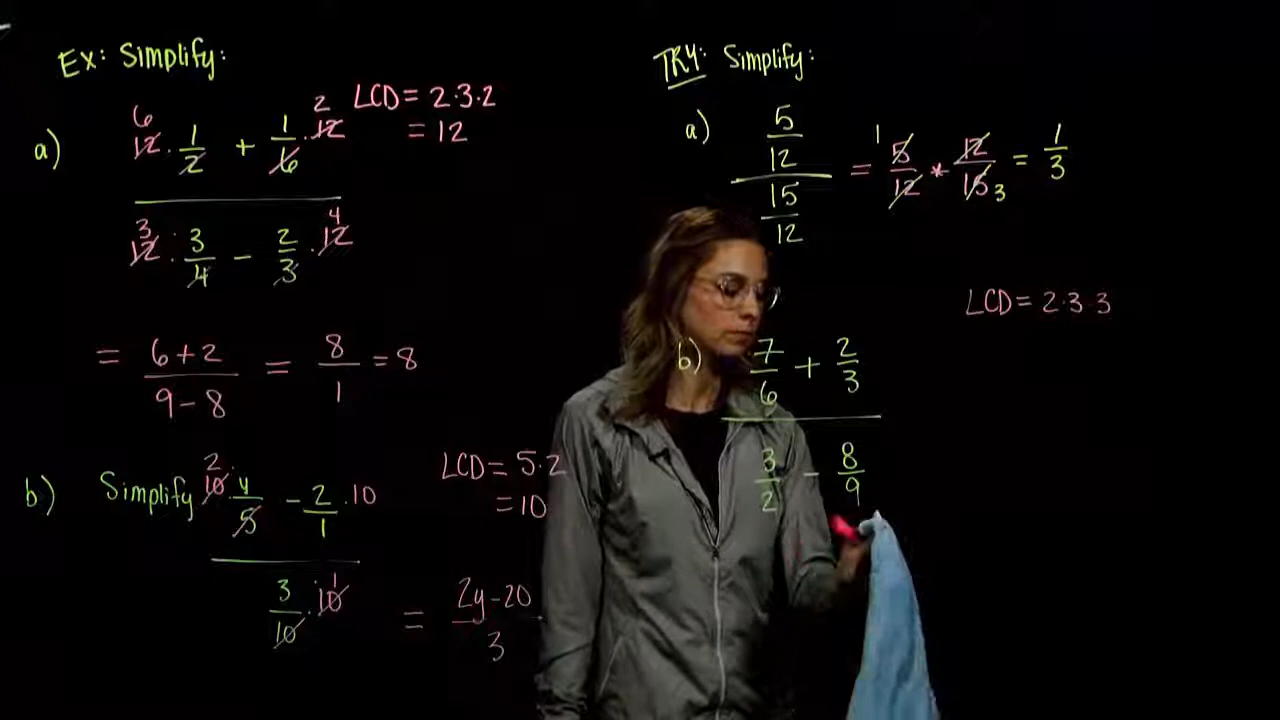 Ex: Simplify:
a) 6 12 · 1/2 + 1/6 · 12 2
3 12 · 3/4 − 2/3 · 12 4
LCD = 2·3·2
= 12
= 6+2/9−8 = 8/1 = 8
b) Simplify 2 10 · y/5 − 2/1 · 10
3/10 · 10 1
LCD = 5·2
= 10
= 2y−20/3
TRY: Simplify:
a) 5/12 / 15/12 = 1 5/12 * 12/15 3 = 1/3
b) 7/6 + 2/3
3/2 − 8/9
LCD = 2·3·3